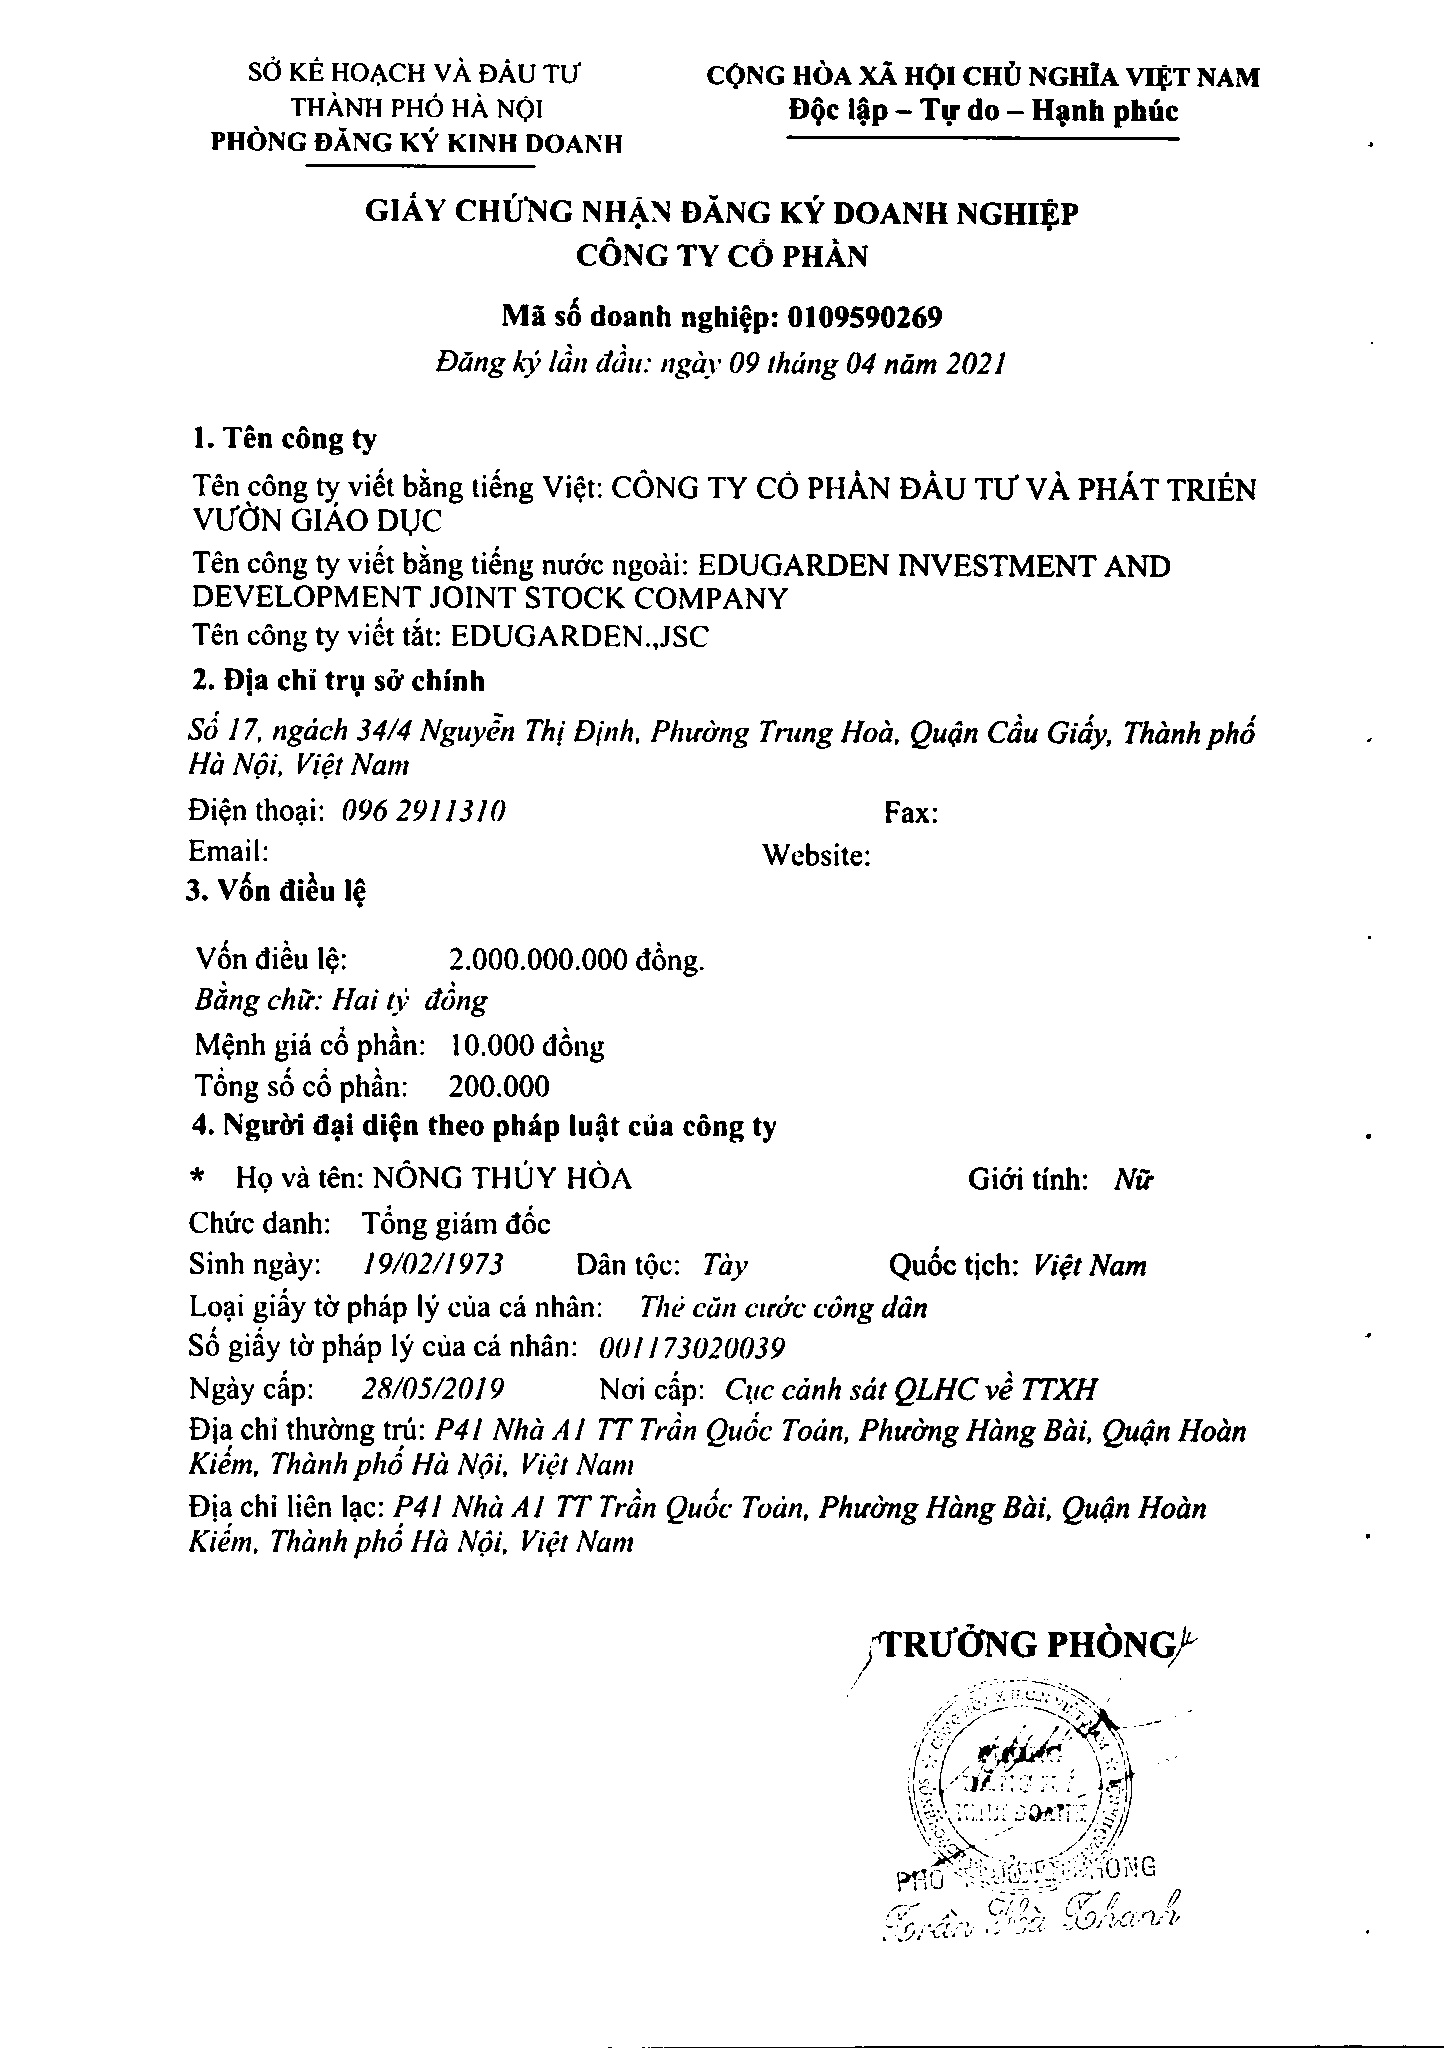 SỞ KẾ HOẠCH VÀ ĐẦU TƯ
THÀNH PHỐ HÀ NỘI
PHÒNG ĐĂNG KÝ KINH DOANH
CỘNG HÒA XÃ HỘI CHỦ NGHĨA VIỆT NAM
Độc lập – Tự do – Hạnh phúc
GIẤY CHỨNG NHẬN ĐĂNG KÝ DOANH NGHIỆP
CÔNG TY CỔ PHẦN
Mã số doanh nghiệp: 0109590269
Đăng ký lần đầu: ngày 09 tháng 04 năm 2021
1. Tên công ty
Tên công ty viết bằng tiếng Việt: CÔNG TY CỔ PHẦN ĐẦU TƯ VÀ PHÁT TRIỂN
VƯỜN GIÁO DỤC
Tên công ty viết bằng tiếng nước ngoài: EDUGARDEN INVESTMENT AND
DEVELOPMENT JOINT STOCK COMPANY
Tên công ty viết tắt: EDUGARDEN.,JSC
2. Địa chỉ trụ sở chính
Số 17, ngách 34/4 Nguyễn Thị Định, Phường Trung Hoà, Quận Cầu Giấy, Thành phố
Hà Nội, Việt Nam
Điện thoại: 096 2911310 Fax:
Email: Website:
3. Vốn điều lệ
Vốn điều lệ: 2.000.000.000 đồng.
Bằng chữ: Hai tỷ đồng
Mệnh giá cổ phần: 10.000 đồng
Tổng số cổ phần: 200.000
4. Người đại diện theo pháp luật của công ty
* Họ và tên: NÔNG THÚY HÒA Giới tính: Nữ
Chức danh: Tổng giám đốc
Sinh ngày: 19/02/1973 Dân tộc: Tày Quốc tịch: Việt Nam
Loại giấy tờ pháp lý của cá nhân: Thẻ căn cước công dân
Số giấy tờ pháp lý của cá nhân: 001173020039
Ngày cấp: 28/05/2019 Nơi cấp: Cục cảnh sát QLHC về TTXH
Địa chỉ thường trú: P41 Nhà A1 TT Trần Quốc Toản, Phường Hàng Bài, Quận Hoàn
Kiếm, Thành phố Hà Nội, Việt Nam
Địa chỉ liên lạc: P41 Nhà A1 TT Trần Quốc Toản, Phường Hàng Bài, Quận Hoàn
Kiếm, Thành phố Hà Nội, Việt Nam
TRƯỞNG PHÒNG
PHÒNG
ĐĂNG KÝ
KINH DOANH
PHÓ TRƯỞNG PHÒNG
Trần Hà Thanh